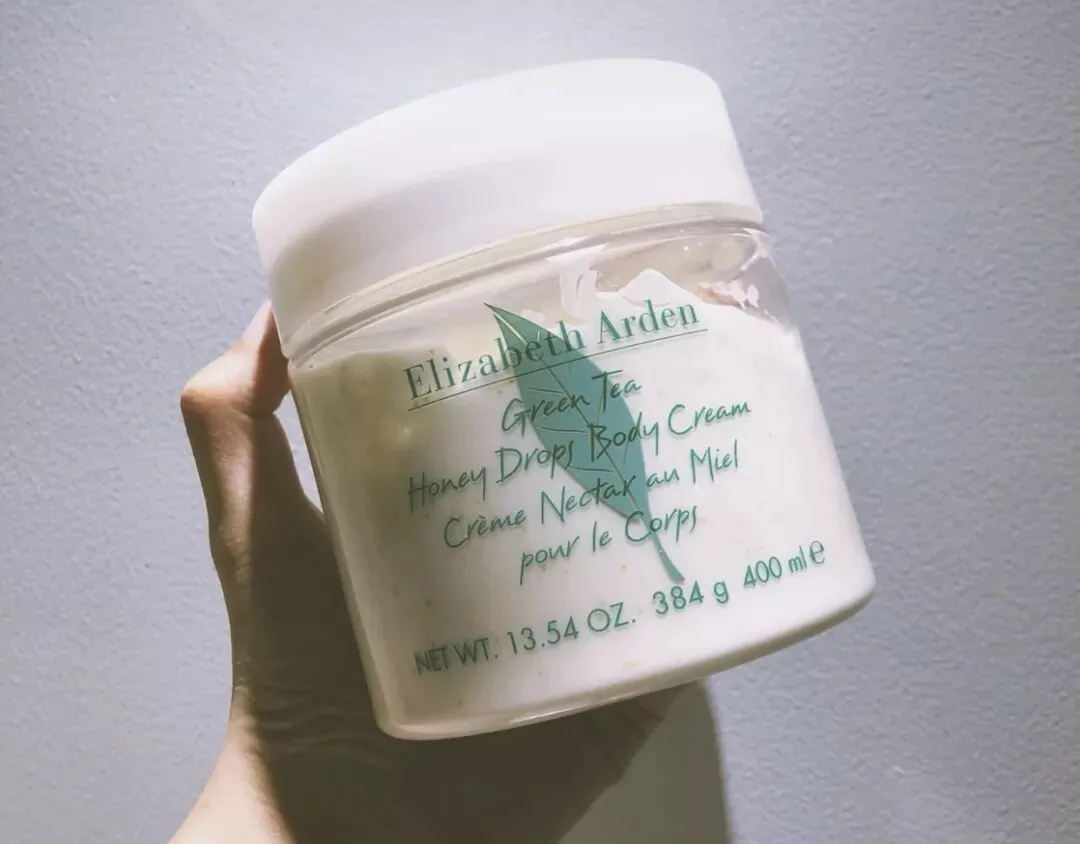 Elizabeth Arden
Green Tea
Honey Drops Body Cream
Crème Nectar au Miel
pour le Corps
NET WT. 13.54 OZ. 384 g 400 ml e